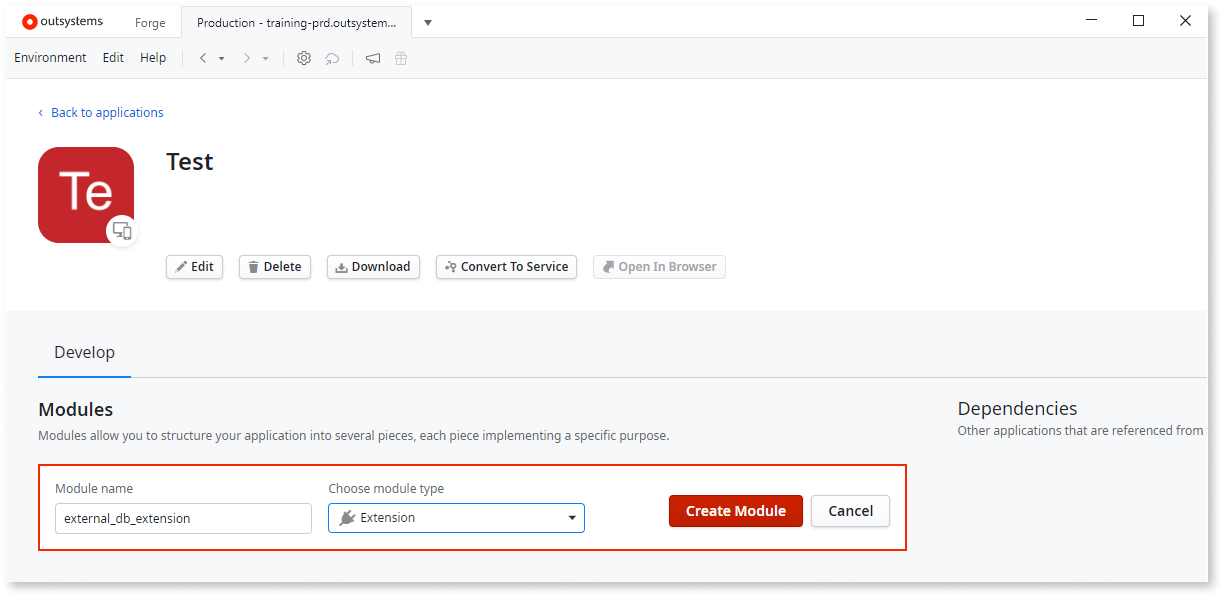 outsystems
Forge
Production - training-prd.outsystem...
Environment
Edit
Help
Back to applications
Te
Test
Edit
Delete
Download
Convert To Service
Open In Browser
Develop
Modules
Modules allow you to structure your application into several pieces, each piece implementing a specific purpose.
Dependencies
Other applications that are referenced from
Module name
Choose module type
external_db_extension
Extension
Create Module
Cancel